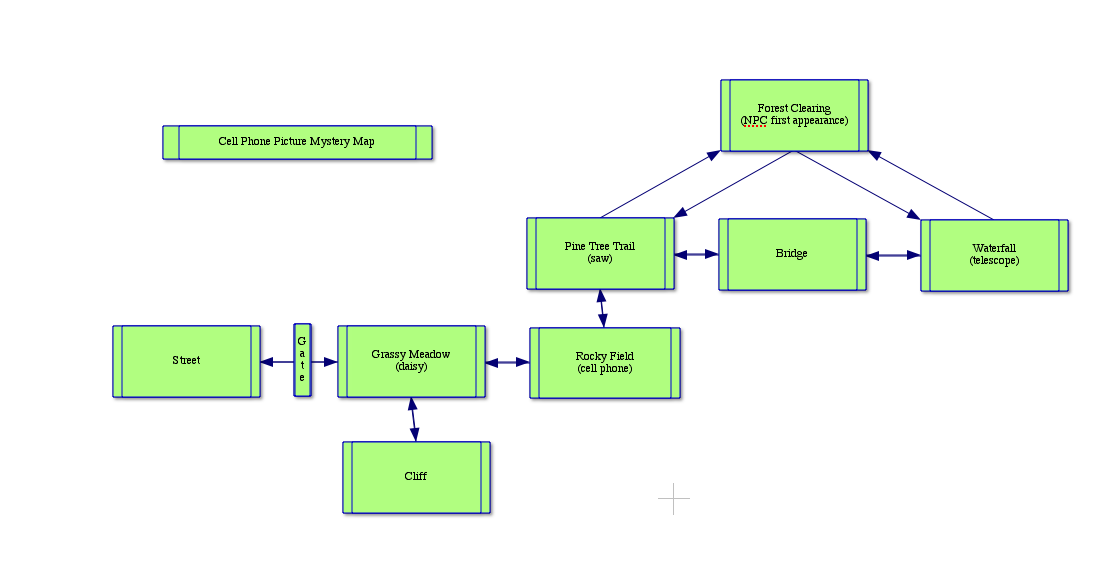 Forest Clearing
(NPC first appearance)
Cell Phone Picture Mystery Map
Pine Tree Trail
(saw)
Bridge
Waterfall
(telescope)
Street
Gate
Grassy Meadow
(daisy)
Rocky Field
(cell phone)
Cliff